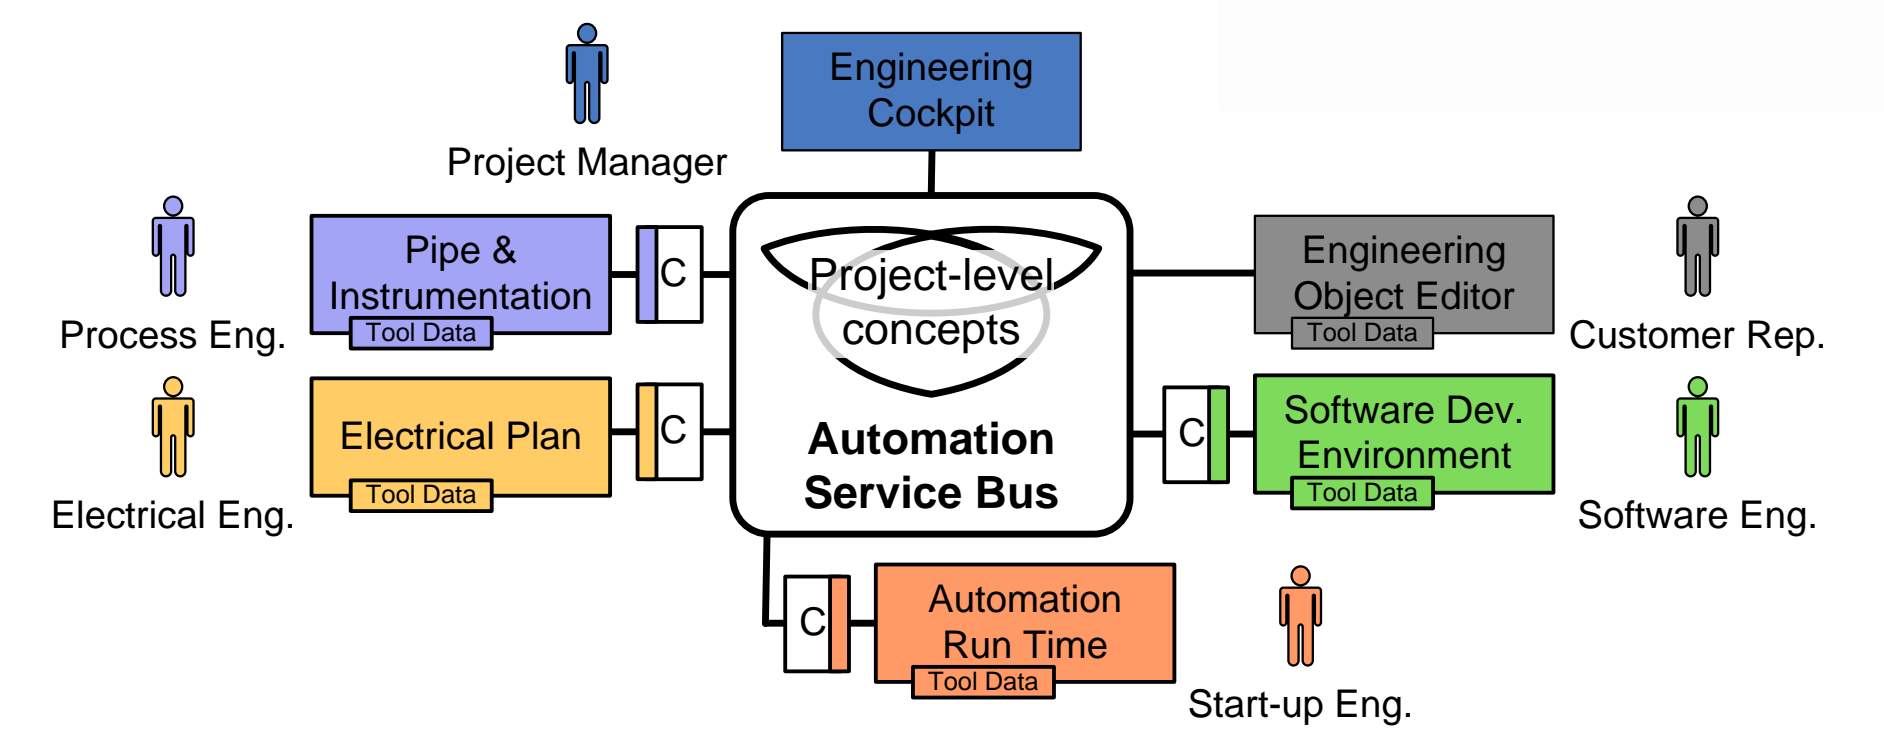 Engineering
Cockpit
Project Manager
Pipe &
Instrumentation
Tool Data
C
Process Eng.
Project-level
concepts
Automation
Service Bus
Engineering
Object Editor
Tool Data
Customer Rep.
Electrical Plan
Tool Data
C
Electrical Eng.
C
Software Dev.
Environment
Tool Data
Software Eng.
C
Automation
Run Time
Tool Data
Start-up Eng.